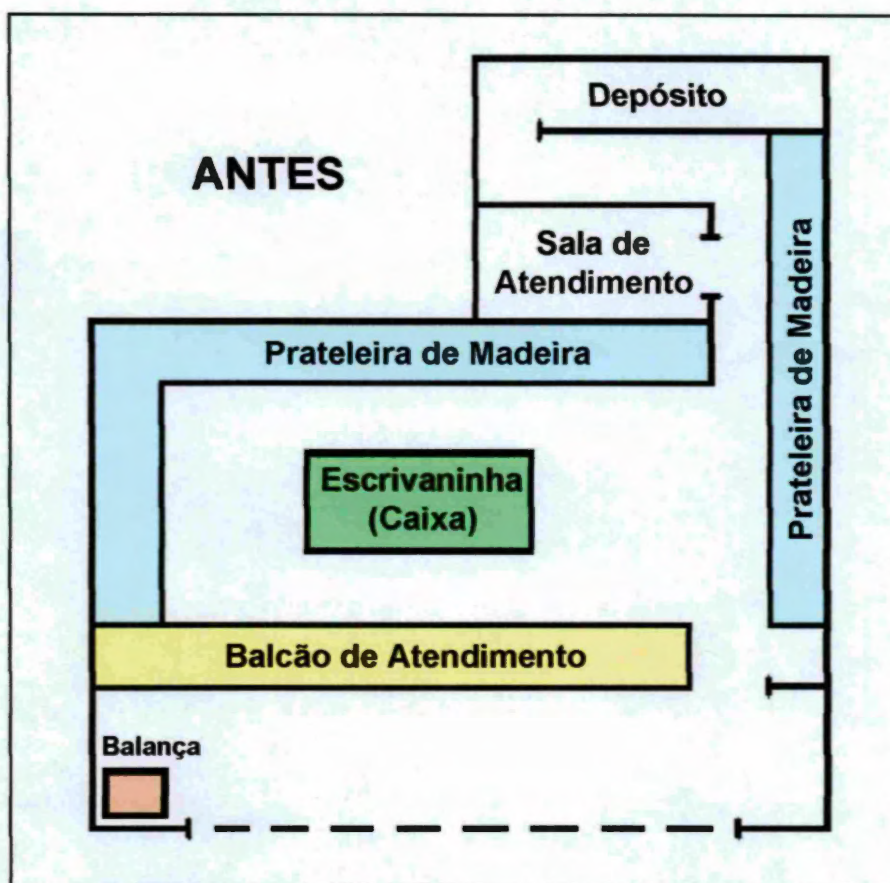 Depósito
ANTES
Sala de
Atendimento
Prateleira de Madeira
Prateleira de Madeira
Escrivaninha
(Caixa)
Balcão de Atendimento
Balança